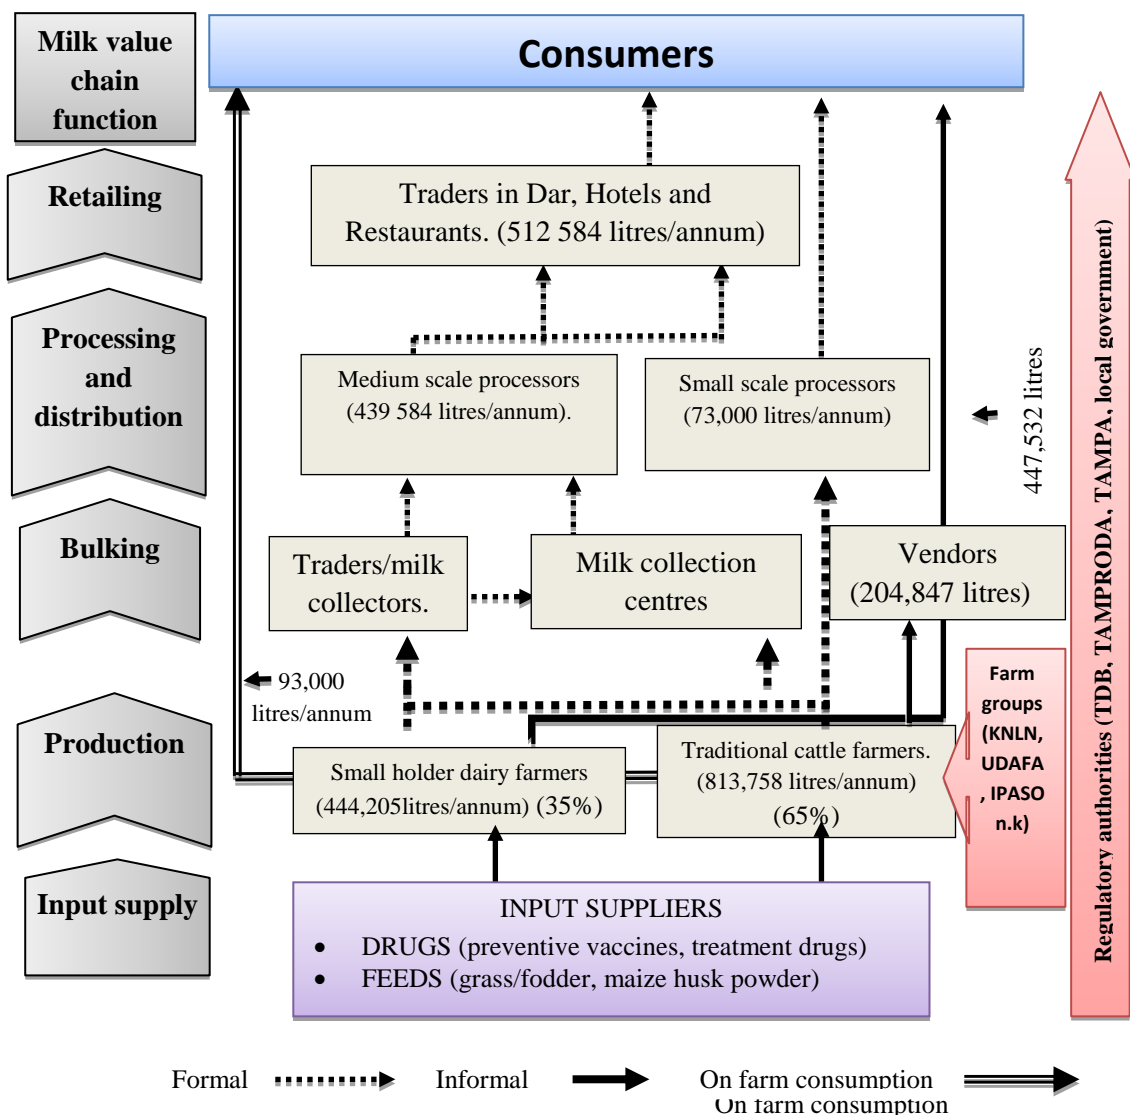 Milk value
chain
function
Consumers
Retailing
Traders in Dar, Hotels and
Restaurants. (512 584 litres/annum)
Processing
and
distribution
Medium scale processors
(439 584 litres/annum).
Small scale processors
(73,000 litres/annum)
447,532 litres
Bulking
Traders/milk
collectors.
Milk collection
centres
Vendors
(204,847 litres)
93,000
litres/annum
Production
Small holder dairy farmers
(444,205litres/annum) (35%)
Traditional cattle farmers.
(813,758 litres/annum)
(65%)
Farm
groups
(KNLN,
UDAFA
, IPASO
n.k)
Regulatory authorities (TDB, TAMPRODA, TAMPA, local government)
Input supply
INPUT SUPPLIERS
• DRUGS (preventive vaccines, treatment drugs)
• FEEDS (grass/fodder, maize husk powder)
Formal
Informal
On farm consumption
On farm consumption